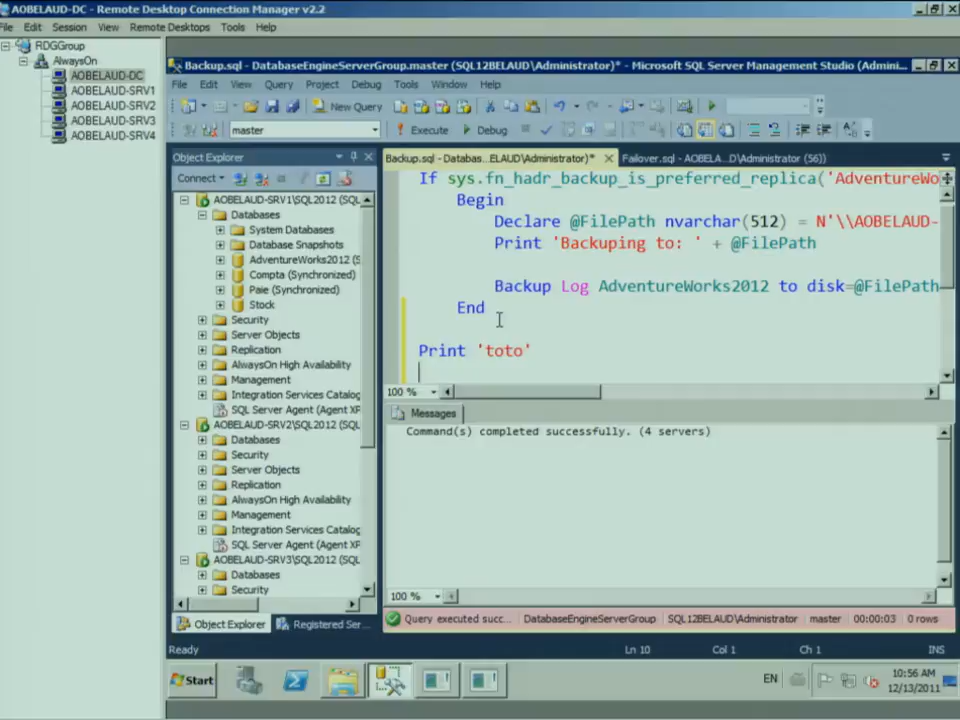 AOBELAUD-DC - Remote Desktop Connection Manager v2.2
File Edit Session View Remote Desktops Tools Help
RDGGroup
AlwaysOn
AOBELAUD-DC
AOBELAUD-SRV1
AOBELAUD-SRV2
AOBELAUD-SRV3
AOBELAUD-SRV4
Backup.sql - DatabaseEngineServerGroup.master (SQL12BELAUD\Administrator)* - Microsoft SQL Server Management Studio (Admini...
File Edit View Query Project Debug Tools Window Help
New Query
master
Execute
Debug
Object Explorer
Connect
AOBELAUD-SRV1\SQL2012 (SQL
Databases
System Databases
Database Snapshots
AdventureWorks2012 (S
Compta (Synchronized)
Paie (Synchronized)
Stock
Security
Server Objects
Replication
AlwaysOn High Availability
Management
Integration Services Catalog
SQL Server Agent (Agent XP
AOBELAUD-SRV2\SQL2012 (SQL
Databases
Security
Server Objects
Replication
AlwaysOn High Availability
Management
Integration Services Catalog
SQL Server Agent (Agent XP
AOBELAUD-SRV3\SQL2012 (SQL
Databases
Security
Object Explorer
Registered Ser...
Backup.sql - Databas...ELAUD\Administrator)*
Failover.sql - AOBELA...D\Administrator (56))
If sys.fn_hadr_backup_is_preferred_replica('AdventureWo
Begin
Declare @FilePath nvarchar(512) = N'\\AOBELAUD-
Print 'Backuping to: ' + @FilePath
Backup Log AdventureWorks2012 to disk=@FilePath
End
Print 'toto'
100 %
Messages
Command(s) completed successfully. (4 servers)
100 %
Query executed succ...
DatabaseEngineServerGroup
SQL12BELAUD\Administrator
master
00:00:03
0 rows
Ready
Ln 10
Col 1
Ch 1
INS
Start
EN
10:56 AM
12/13/2011